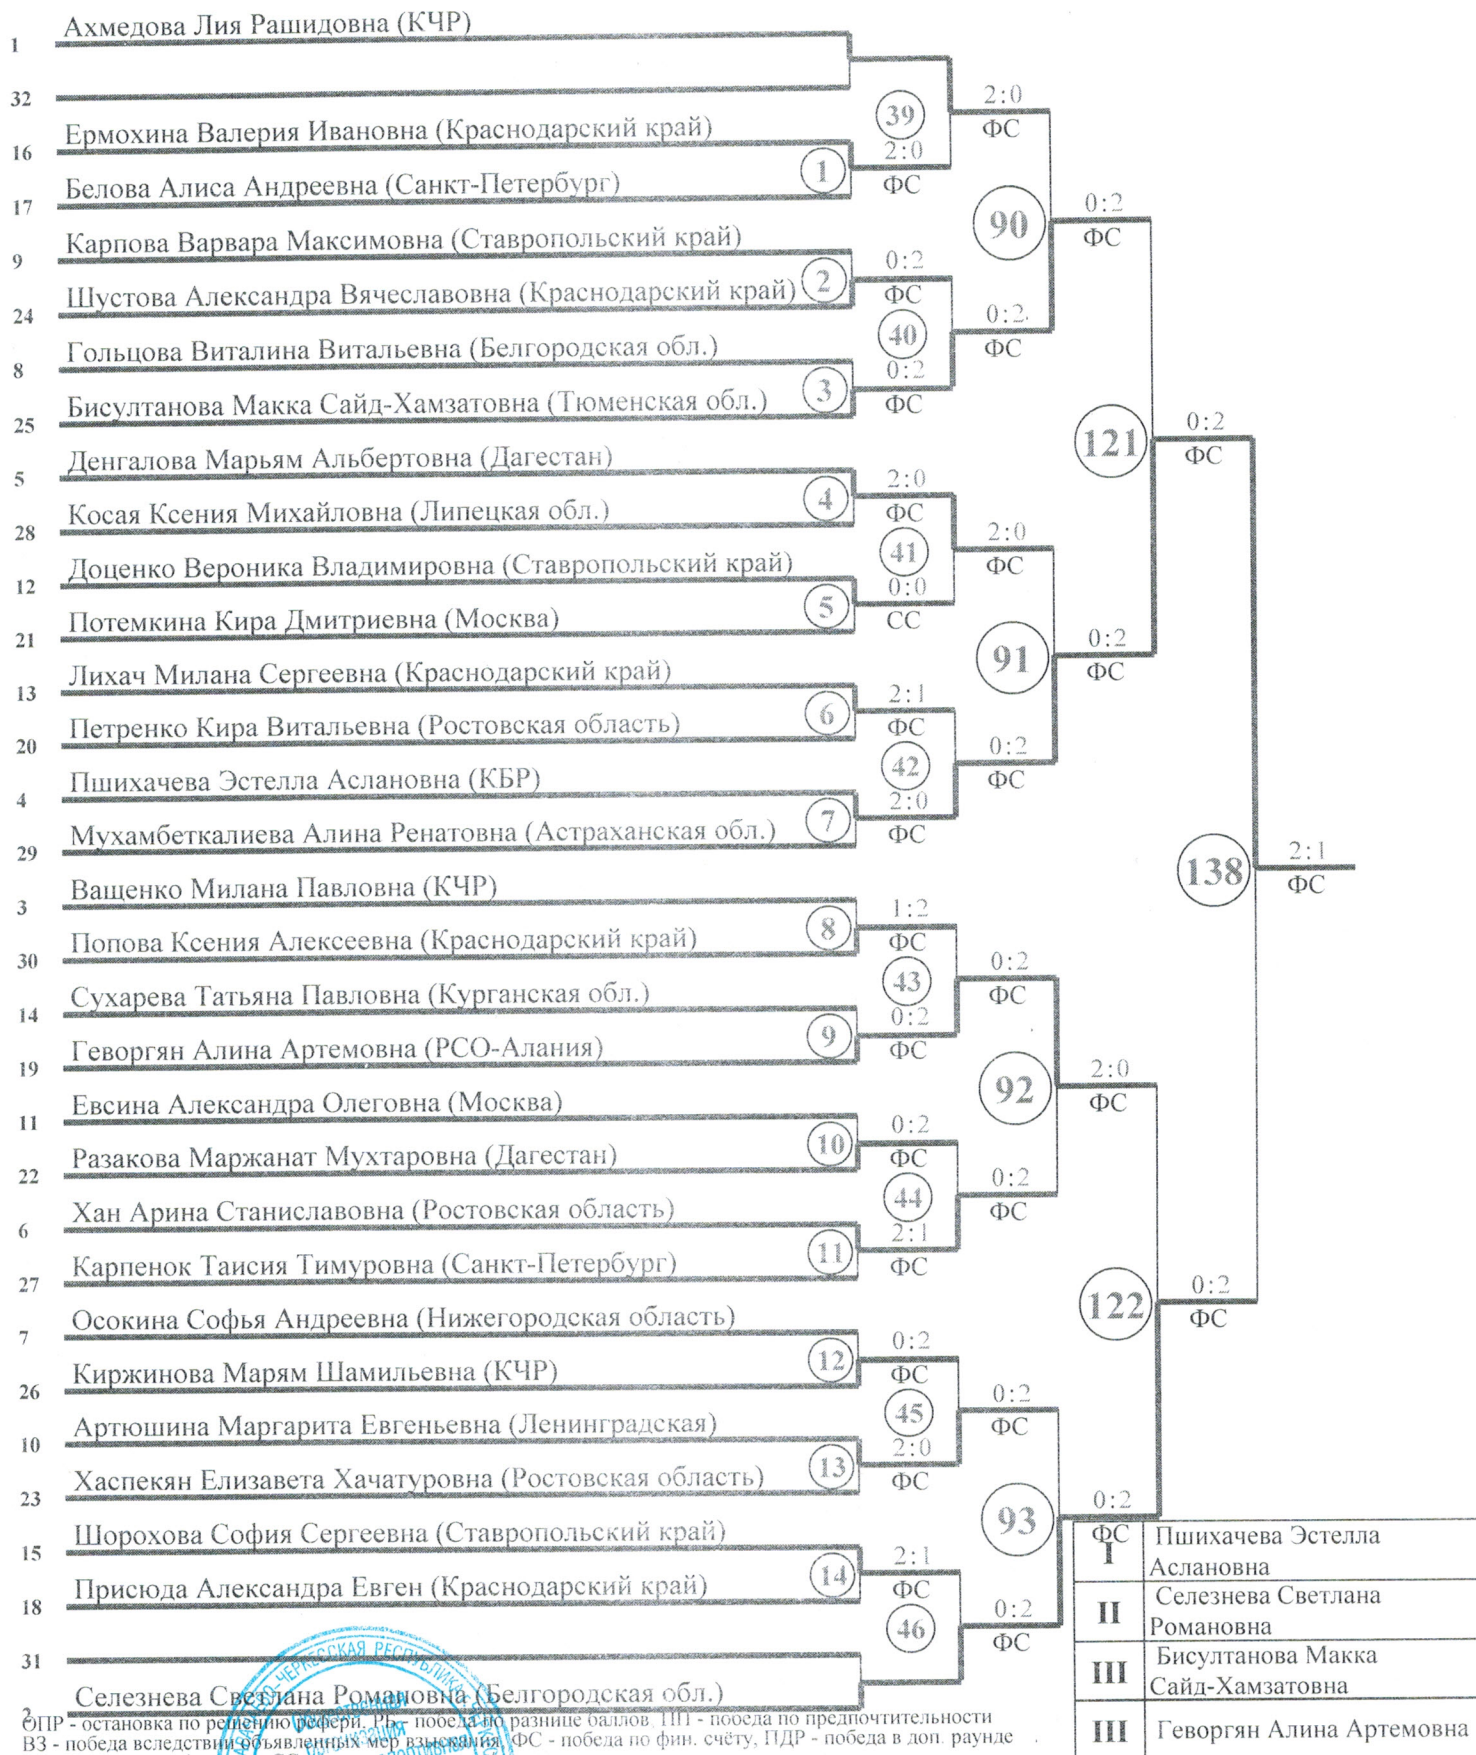 Ахмедова Лия Рашидовна (КЧР)
1
32
39
2:0
ФС
Ермохина Валерия Ивановна (Краснодарский край)
16
1
2:0
ФС
Белова Алиса Андреевна (Санкт-Петербург)
17
90
0:2
ФС
Карпова Варвара Максимовна (Ставропольский край)
9
2
0:2
ФС
Шустова Александра Вячеславовна (Краснодарский край)
24
40
0:2
ФС
Гольцова Виталина Витальевна (Белгородская обл.)
8
3
0:2
ФС
Бисултанова Макка Сайд-Хамзатовна (Тюменская обл.)
25
121
0:2
ФС
Денгалова Марьям Альбертовна (Дагестан)
5
4
2:0
ФС
Косая Ксения Михайловна (Липецкая обл.)
28
41
2:0
ФС
Доценко Вероника Владимировна (Ставропольский край)
12
5
0:0
СС
Потемкина Кира Дмитриевна (Москва)
21
91
0:2
ФС
Лихач Милана Сергеевна (Краснодарский край)
13
6
2:1
ФС
Петренко Кира Витальевна (Ростовская область)
20
42
0:2
ФС
Пшихачева Эстелла Аслановна (КБР)
4
7
2:0
ФС
Мухамбеткалиева Алина Ренатовна (Астраханская обл.)
29
138
2:1
ФС
Ващенко Милана Павловна (КЧР)
3
8
1:2
ФС
Попова Ксения Алексеевна (Краснодарский край)
30
43
0:2
ФС
Сухарева Татьяна Павловна (Курганская обл.)
14
9
0:2
ФС
Геворгян Алина Артемовна (РСО-Алания)
19
92
2:0
ФС
Евсина Александра Олеговна (Москва)
11
10
0:2
ФС
Разакова Маржанат Мухтаровна (Дагестан)
22
44
0:2
ФС
Хан Арина Станиславовна (Ростовская область)
6
11
2:1
ФС
Карпенок Таисия Тимуровна (Санкт-Петербург)
27
122
0:2
ФС
Осокина Софья Андреевна (Нижегородская область)
7
12
0:2
ФС
Киржинова Марям Шамильевна (КЧР)
26
45
0:2
ФС
Артюшина Маргарита Евгеньевна (Ленинградская)
10
13
2:0
ФС
Хаспекян Елизавета Хачатуровна (Ростовская область)
23
93
0:2
ФС
Шорохова София Сергеевна (Ставропольский край)
15
14
2:1
ФС
Присюда Александра Евген (Краснодарский край)
18
46
0:2
ФС
31
Селезнева Светлана Романовна (Белгородская обл.)
2
I Пшихачева Эстелла
Аслановна
II Селезнева Светлана
Романовна
III Бисултанова Макка
Сайд-Хамзатовна
III Геворгян Алина Артемовна
ОПР - остановка по решению рефери, РБ - победа по разнице баллов, ПП - победа по предпочтительности
ВЗ - победа вследствии объявленных мер взыскания, ФС - победа по фин. счёту, ПДР - победа в доп. раунде